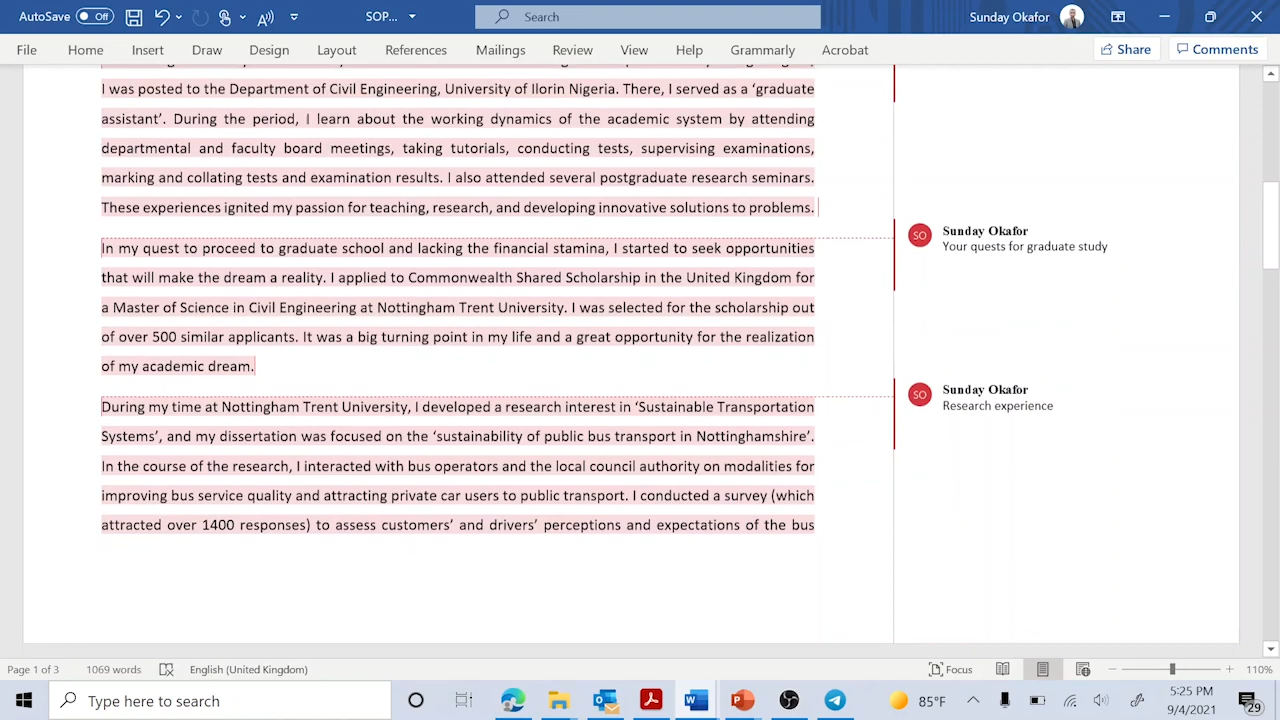 AutoSave Off SOP... Search Sunday Okafor
File Home Insert Draw Design Layout References Mailings Review View Help Grammarly Acrobat Share Comments
I was posted to the Department of Civil Engineering, University of Ilorin Nigeria. There, I served as a ‘graduate
assistant’. During the period, I learn about the working dynamics of the academic system by attending
departmental and faculty board meetings, taking tutorials, conducting tests, supervising examinations,
marking and collating tests and examination results. I also attended several postgraduate research seminars.
These experiences ignited my passion for teaching, research, and developing innovative solutions to problems.
In my quest to proceed to graduate school and lacking the financial stamina, I started to seek opportunities
that will make the dream a reality. I applied to Commonwealth Shared Scholarship in the United Kingdom for
a Master of Science in Civil Engineering at Nottingham Trent University. I was selected for the scholarship out
of over 500 similar applicants. It was a big turning point in my life and a great opportunity for the realization
of my academic dream.
During my time at Nottingham Trent University, I developed a research interest in ‘Sustainable Transportation
Systems’, and my dissertation was focused on the ‘sustainability of public bus transport in Nottinghamshire’.
In the course of the research, I interacted with bus operators and the local council authority on modalities for
improving bus service quality and attracting private car users to public transport. I conducted a survey (which
attracted over 1400 responses) to assess customers’ and drivers’ perceptions and expectations of the bus
SO Sunday Okafor
Your quests for graduate study
SO Sunday Okafor
Research experience
Page 1 of 3 1069 words English (United Kingdom) Focus 110%
Type here to search 85°F 5:25 PM
9/4/2021 29